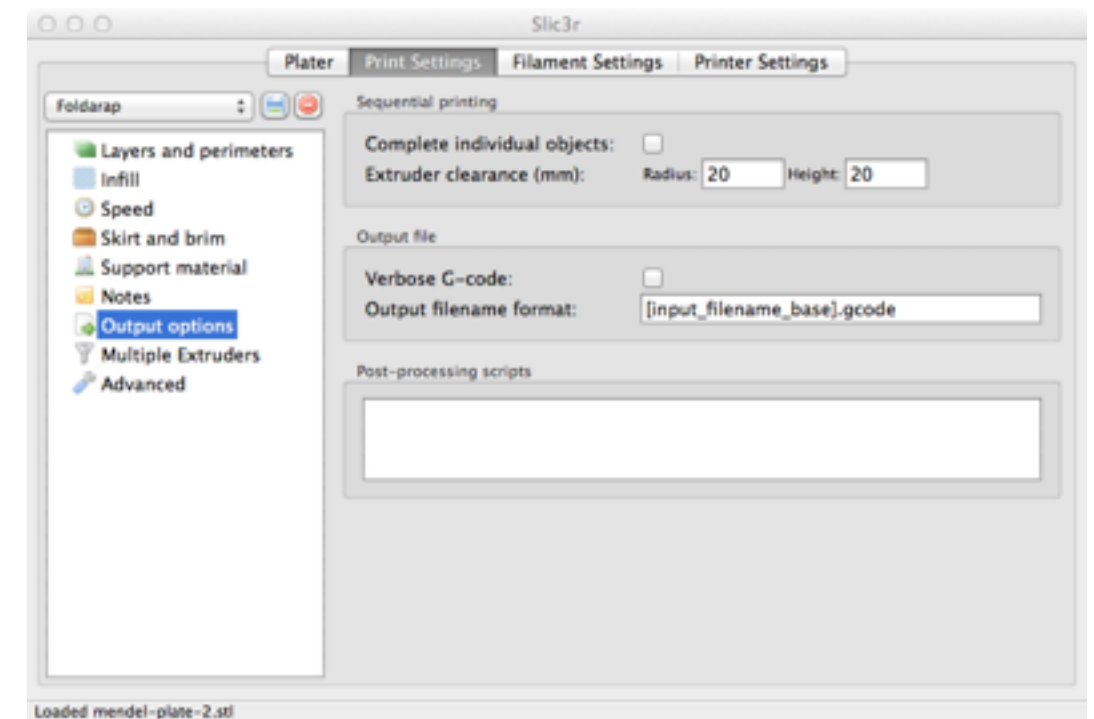 Slic3r
Plater Print Settings Filament Settings Printer Settings
Foldarap
Layers and perimeters
Infill
Speed
Skirt and brim
Support material
Notes
Output options
Multiple Extruders
Advanced
Sequential printing
Complete individual objects:
Extruder clearance (mm): Radius: 20 Height: 20
Output file
Verbose G-code:
Output filename format: [input_filename_base].gcode
Post-processing scripts
Loaded mendel-plate-2.stl